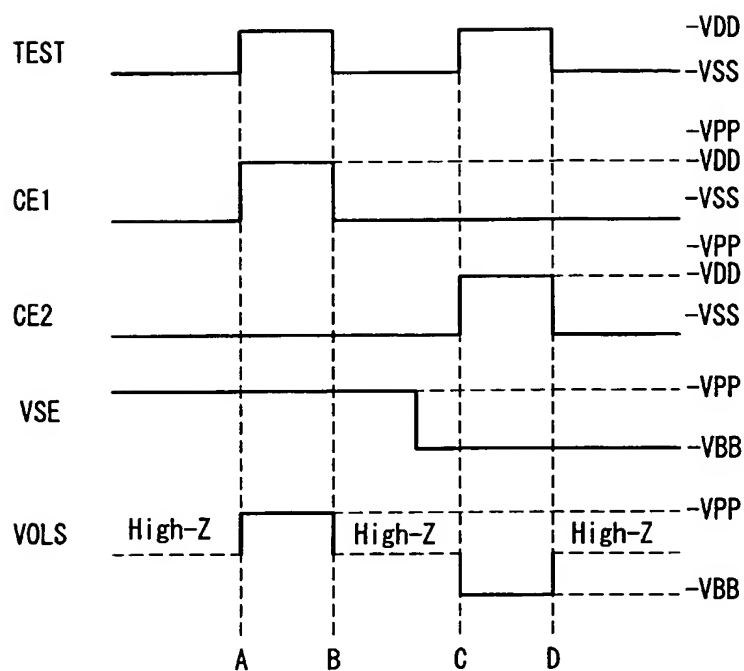 -VDD
TEST
-VSS
-VPP
-VDD
CE1
-VSS
-VPP
-VDD
CE2
-VSS
-VPP
VSE
-VBB
-VPP
VOLS High-Z High-Z High-Z
-VBB
A B C D